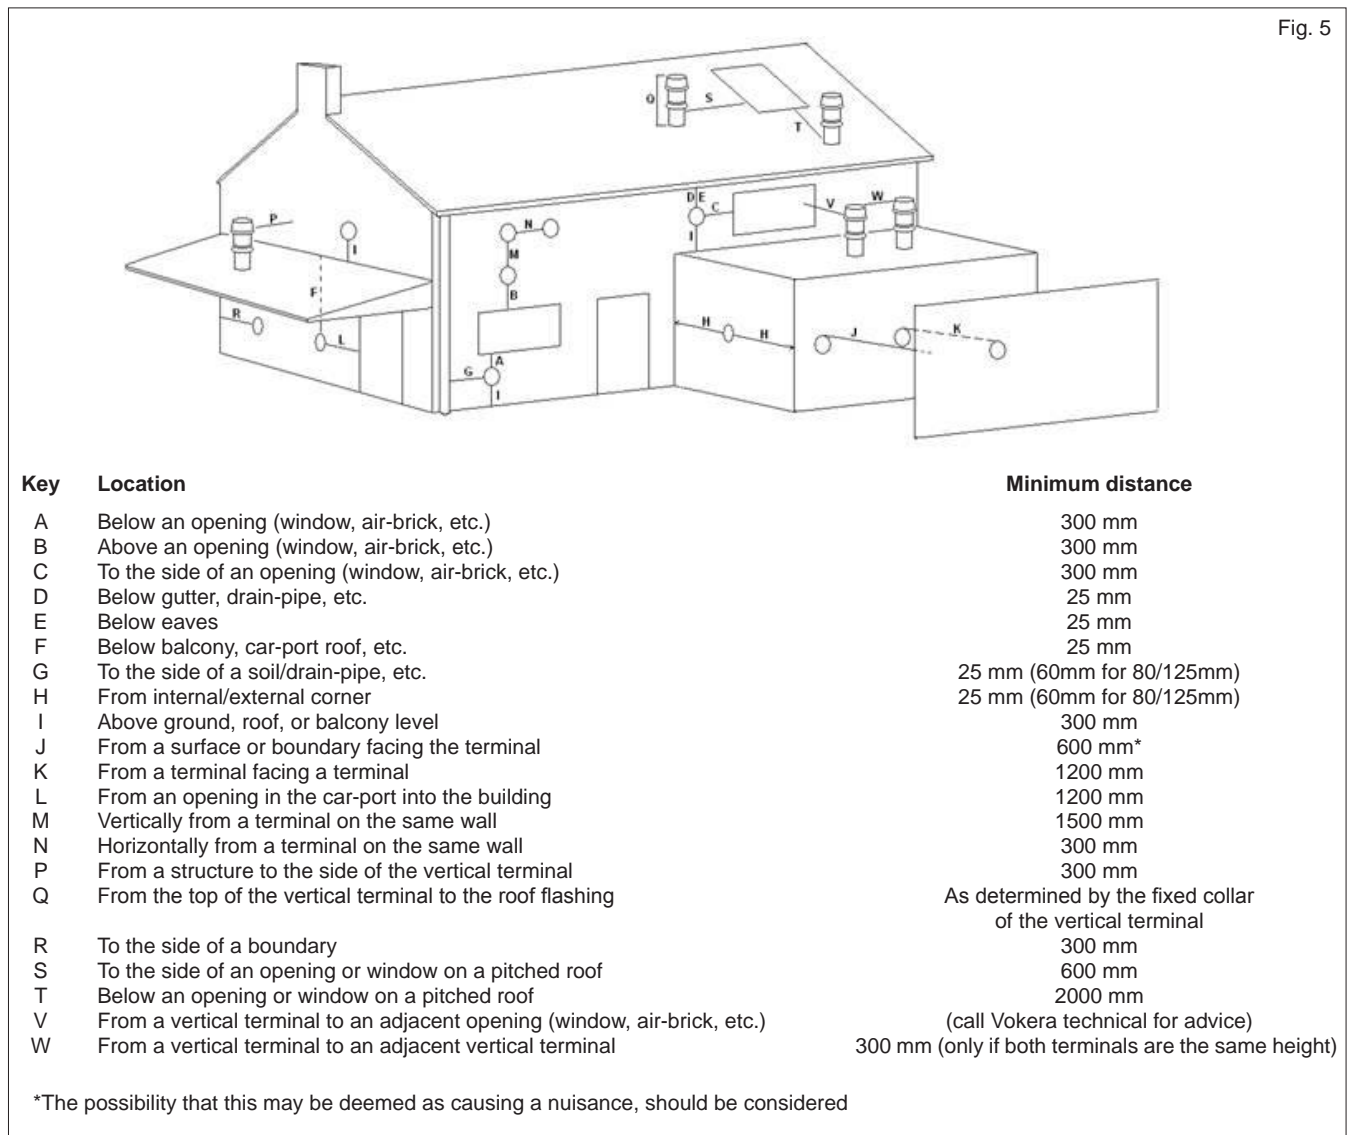 Fig. 5
Q
S
T
P
I
N
M
B
D E
C
I
V
W
F
R
L
A
G
I
H
H
J
K
Key Location Minimum distance
A Below an opening (window, air-brick, etc.) 300 mm
B Above an opening (window, air-brick, etc.) 300 mm
C To the side of an opening (window, air-brick, etc.) 300 mm
D Below gutter, drain-pipe, etc. 25 mm
E Below eaves 25 mm
F Below balcony, car-port roof, etc. 25 mm
G To the side of a soil/drain-pipe, etc. 25 mm (60mm for 80/125mm)
H From internal/external corner 25 mm (60mm for 80/125mm)
I Above ground, roof, or balcony level 300 mm
J From a surface or boundary facing the terminal 600 mm*
K From a terminal facing a terminal 1200 mm
L From an opening in the car-port into the building 1200 mm
M Vertically from a terminal on the same wall 1500 mm
N Horizontally from a terminal on the same wall 300 mm
P From a structure to the side of the vertical terminal 300 mm
Q From the top of the vertical terminal to the roof flashing As determined by the fixed collar
of the vertical terminal
R To the side of a boundary 300 mm
S To the side of an opening or window on a pitched roof 600 mm
T Below an opening or window on a pitched roof 2000 mm
V From a vertical terminal to an adjacent opening (window, air-brick, etc.) (call Vokera technical for advice)
W From a vertical terminal to an adjacent vertical terminal 300 mm (only if both terminals are the same height)
*The possibility that this may be deemed as causing a nuisance, should be considered